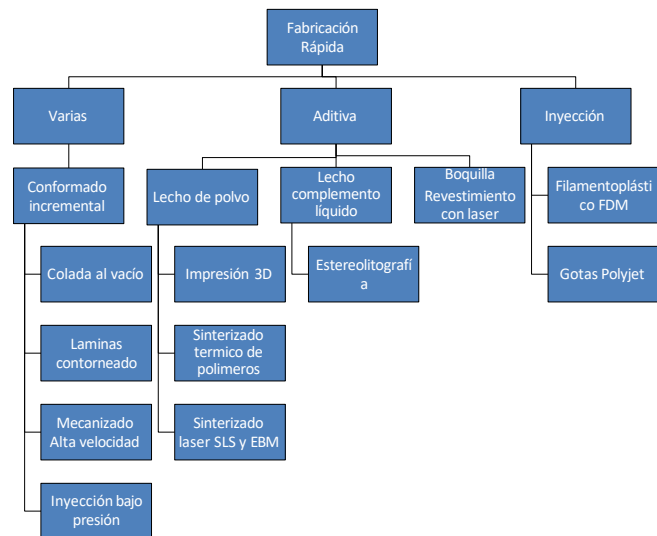 Fabricación
Rápida
Varias
Aditiva
Inyección
Conformado
incremental
Lecho de polvo
Lecho
complemento
líquido
Boquilla
Revestimiento
con laser
Filamentoplásti
co FDM
Colada al vacío
Impresión 3D
Estereolitografí
a
Gotas Polyjet
Laminas
contorneado
Sinterizado
termico de
polimeros
Mecanizado
Alta velocidad
Sinterizado
laser SLS y EBM
Inyección bajo
presión